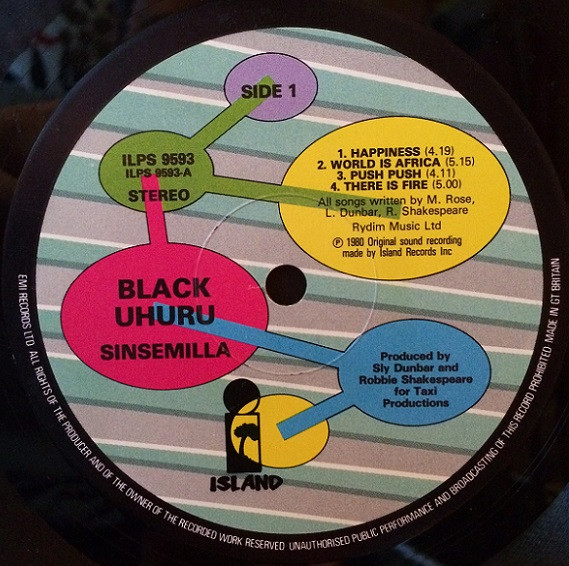 SIDE 1
ILPS 9593
ILPS 9593-A
STEREO
1. HAPPINESS (4.19)
2. WORLD IS AFRICA (5.15)
3. PUSH PUSH (4.11)
4. THERE IS FIRE (5.00)
All songs written by M. Rose,
L. Dunbar, R. Shakespeare
Rydim Music Ltd
℗ 1980 Original sound recording
made by Island Records Inc
BLACK
UHURU
SINSEMILLA
Produced by
Sly Dunbar and
Robbie Shakespeare
for Taxi
Productions
ISLAND
EMI RECORDS LTD. ALL RIGHTS OF THE PRODUCER AND OF THE OWNER OF THE RECORDED WORK RESERVED UNAUTHORISED PUBLIC PERFORMANCE AND BROADCASTING OF THIS RECORD PROHIBITED. MADE IN GT BRITAIN